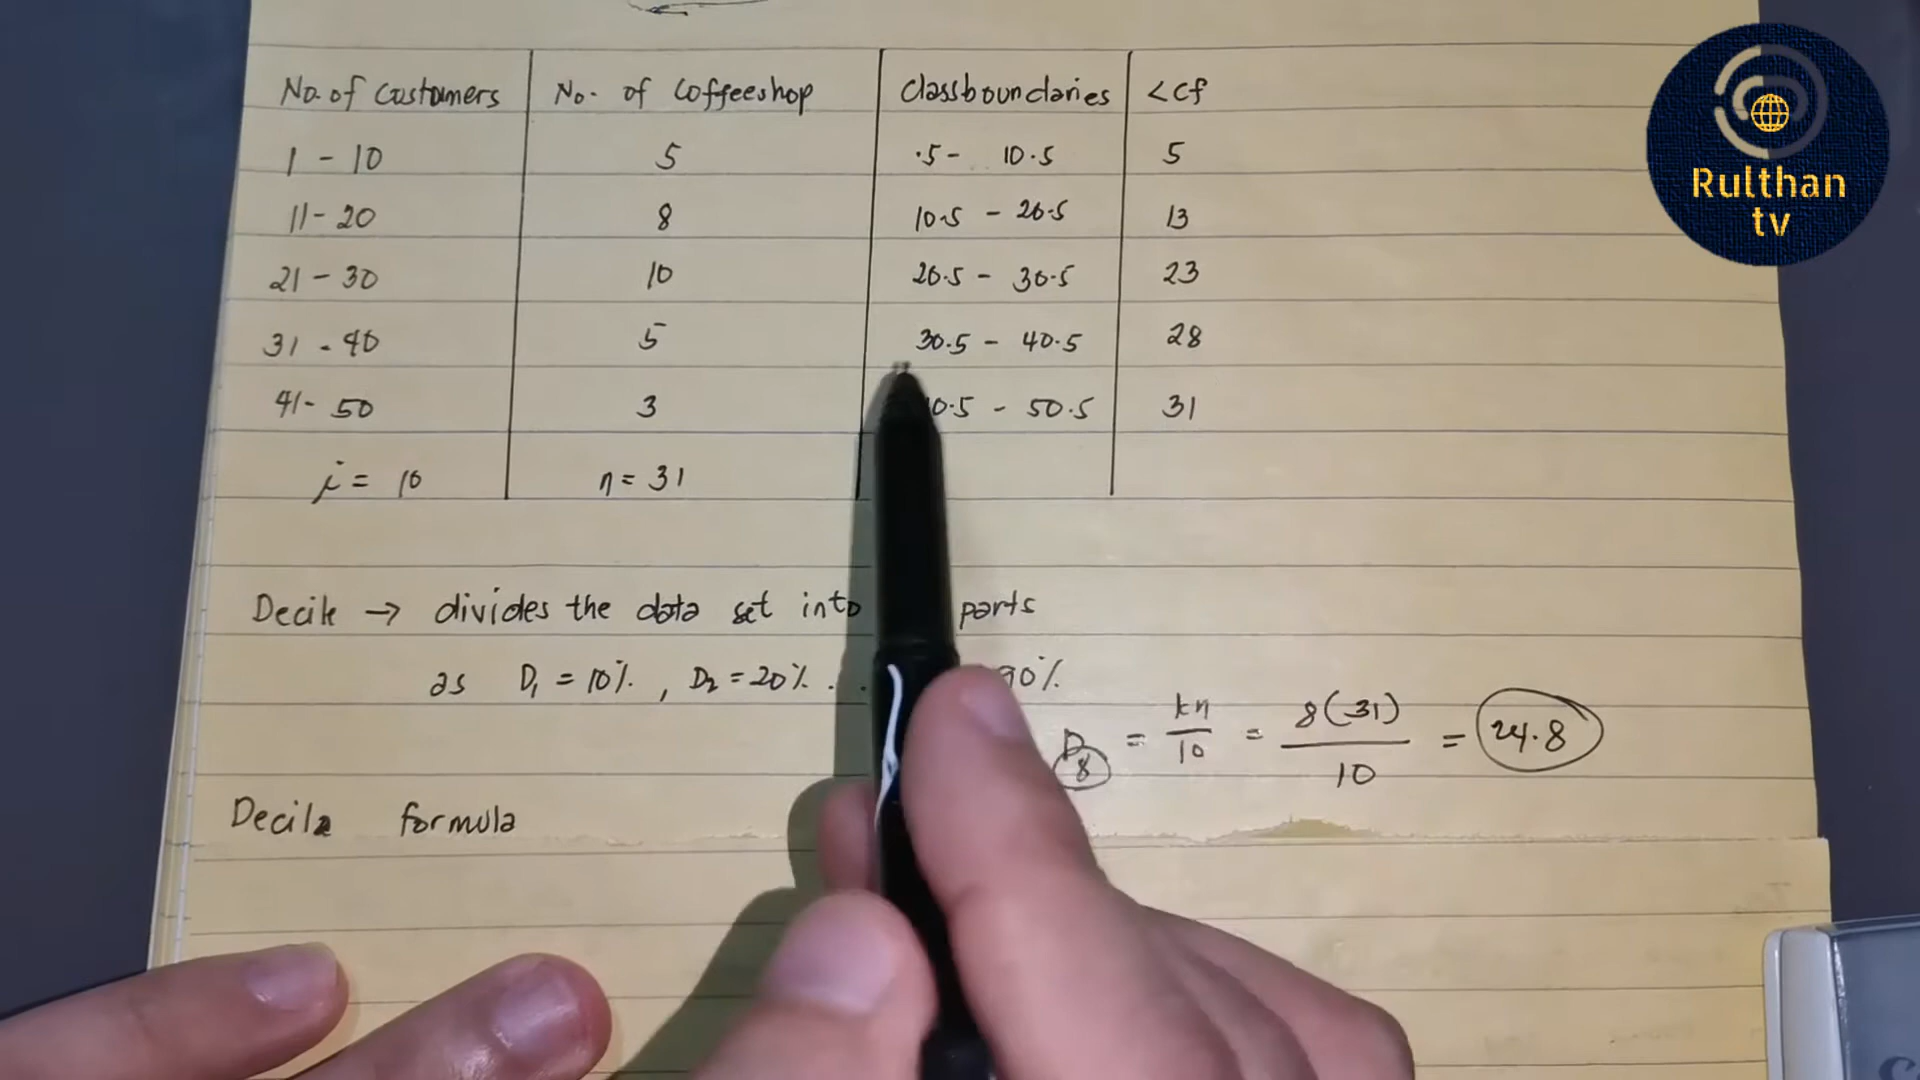 No. of Customers No. of Coffeeshop Classboundaries <cf
1 - 10 5 .5 - 10.5 5
11 - 20 8 10.5 - 20.5 13
21 - 30 10 20.5 - 30.5 23
31 - 40 5 30.5 - 40.5 28
41 - 50 3 0.5 - 50.5 31
i = 10 n = 31
Decile → divides the data set into parts
as D1 = 10%, D2 = 20% . . 90%
D8 = kn/10 = 8(31)/10 = 24.8
Decile formula
Rulthan
tv